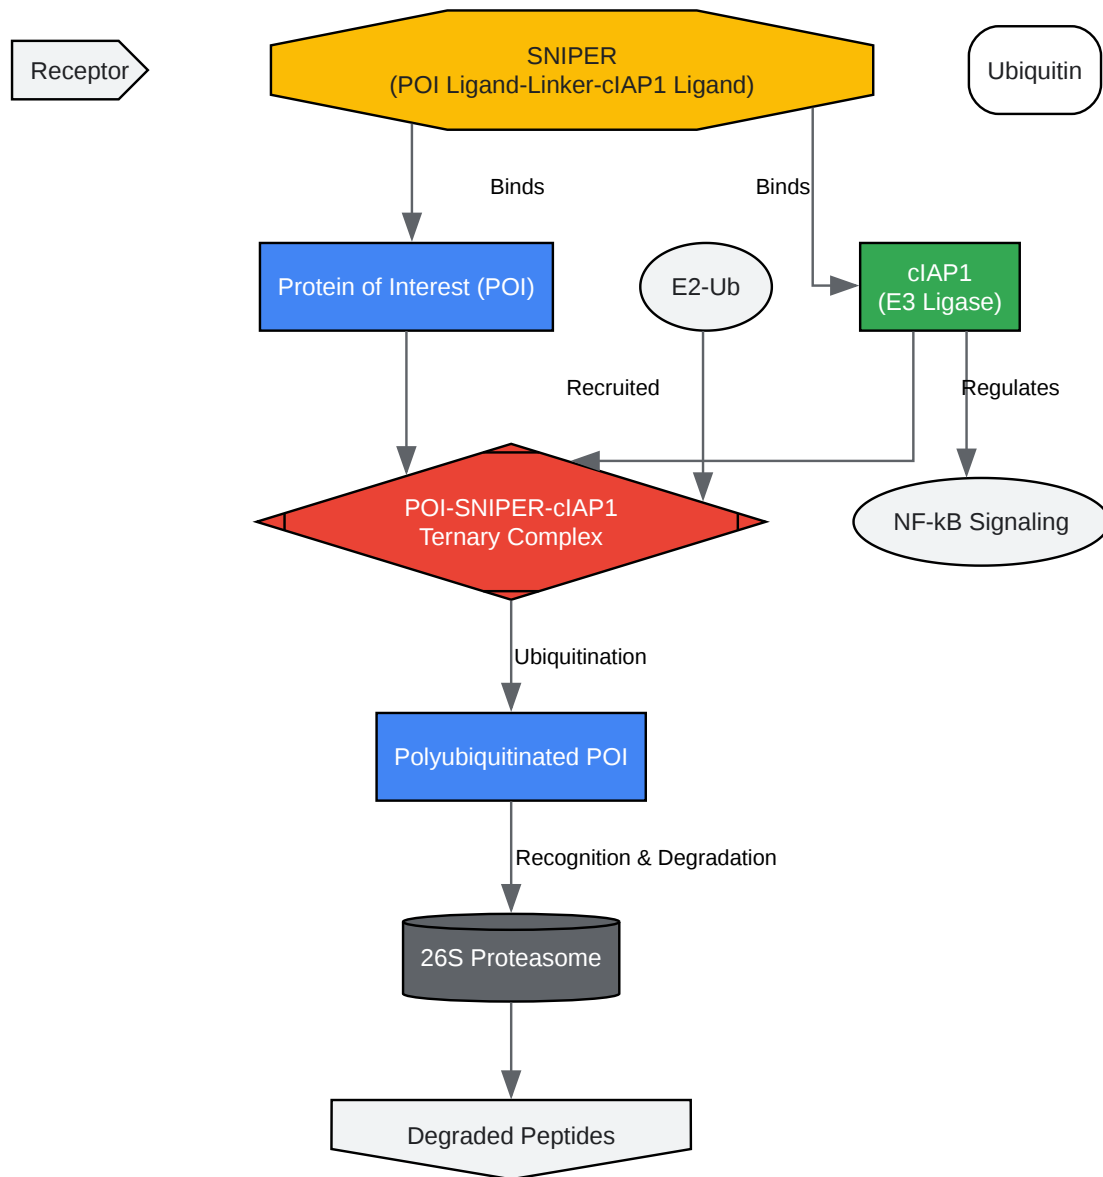 Receptor
SNIPER
(POI Ligand-Linker-cIAP1 Ligand)
Ubiquitin
Binds
Binds
Protein of Interest (POI)
E2-Ub
cIAP1
(E3 Ligase)
Recruited
Regulates
POI-SNIPER-cIAP1
Ternary Complex
NF-kB Signaling
Ubiquitination
Polyubiquitinated POI
Recognition & Degradation
26S Proteasome
Degraded Peptides